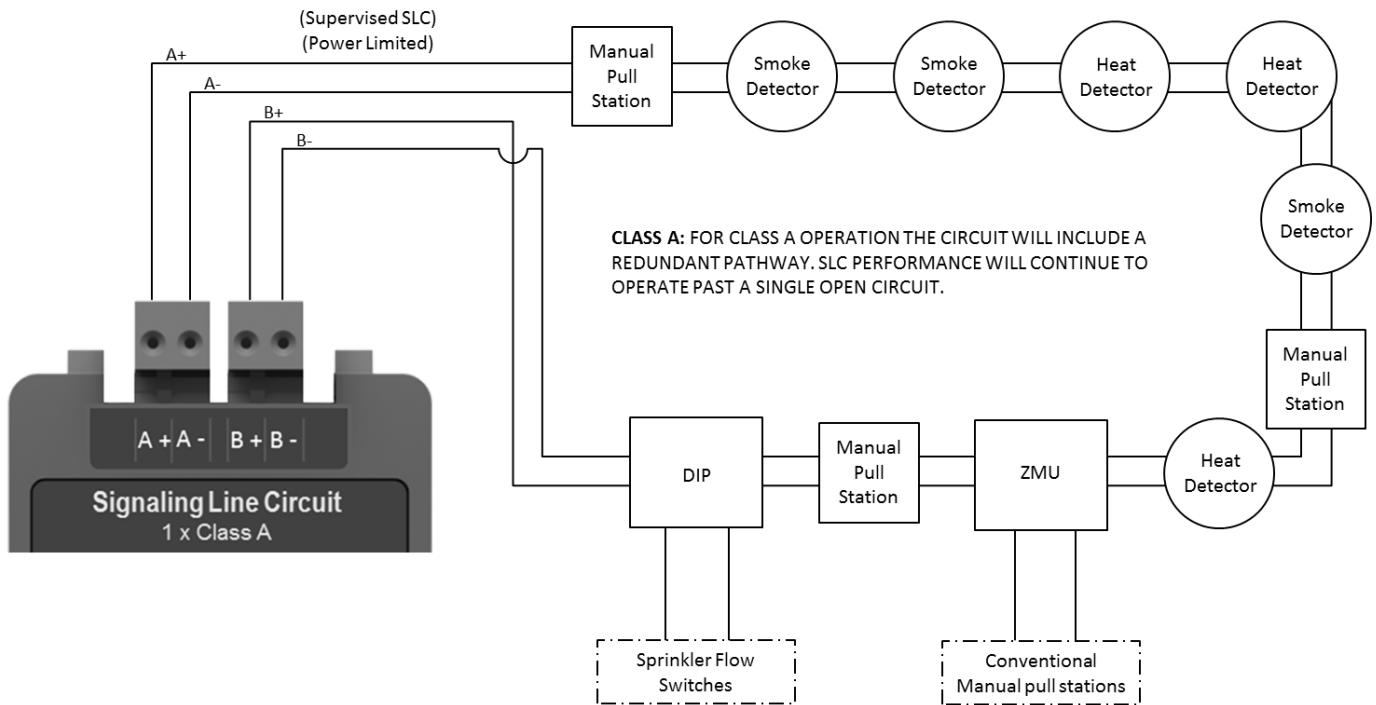 (Supervised SLC)
(Power Limited)
A+
A-
B+
B-
Manual
Pull
Station
Smoke
Detector
Smoke
Detector
Heat
Detector
Heat
Detector
Smoke
Detector
CLASS A: FOR CLASS A OPERATION THE CIRCUIT WILL INCLUDE A
REDUNDANT PATHWAY. SLC PERFORMANCE WILL CONTINUE TO
OPERATE PAST A SINGLE OPEN CIRCUIT.
Manual
Pull
Station
Heat
Detector
ZMU
Manual
Pull
Station
DIP
A + A - B + B -
Signaling Line Circuit
1 x Class A
Sprinkler Flow
Switches
Conventional
Manual pull stations